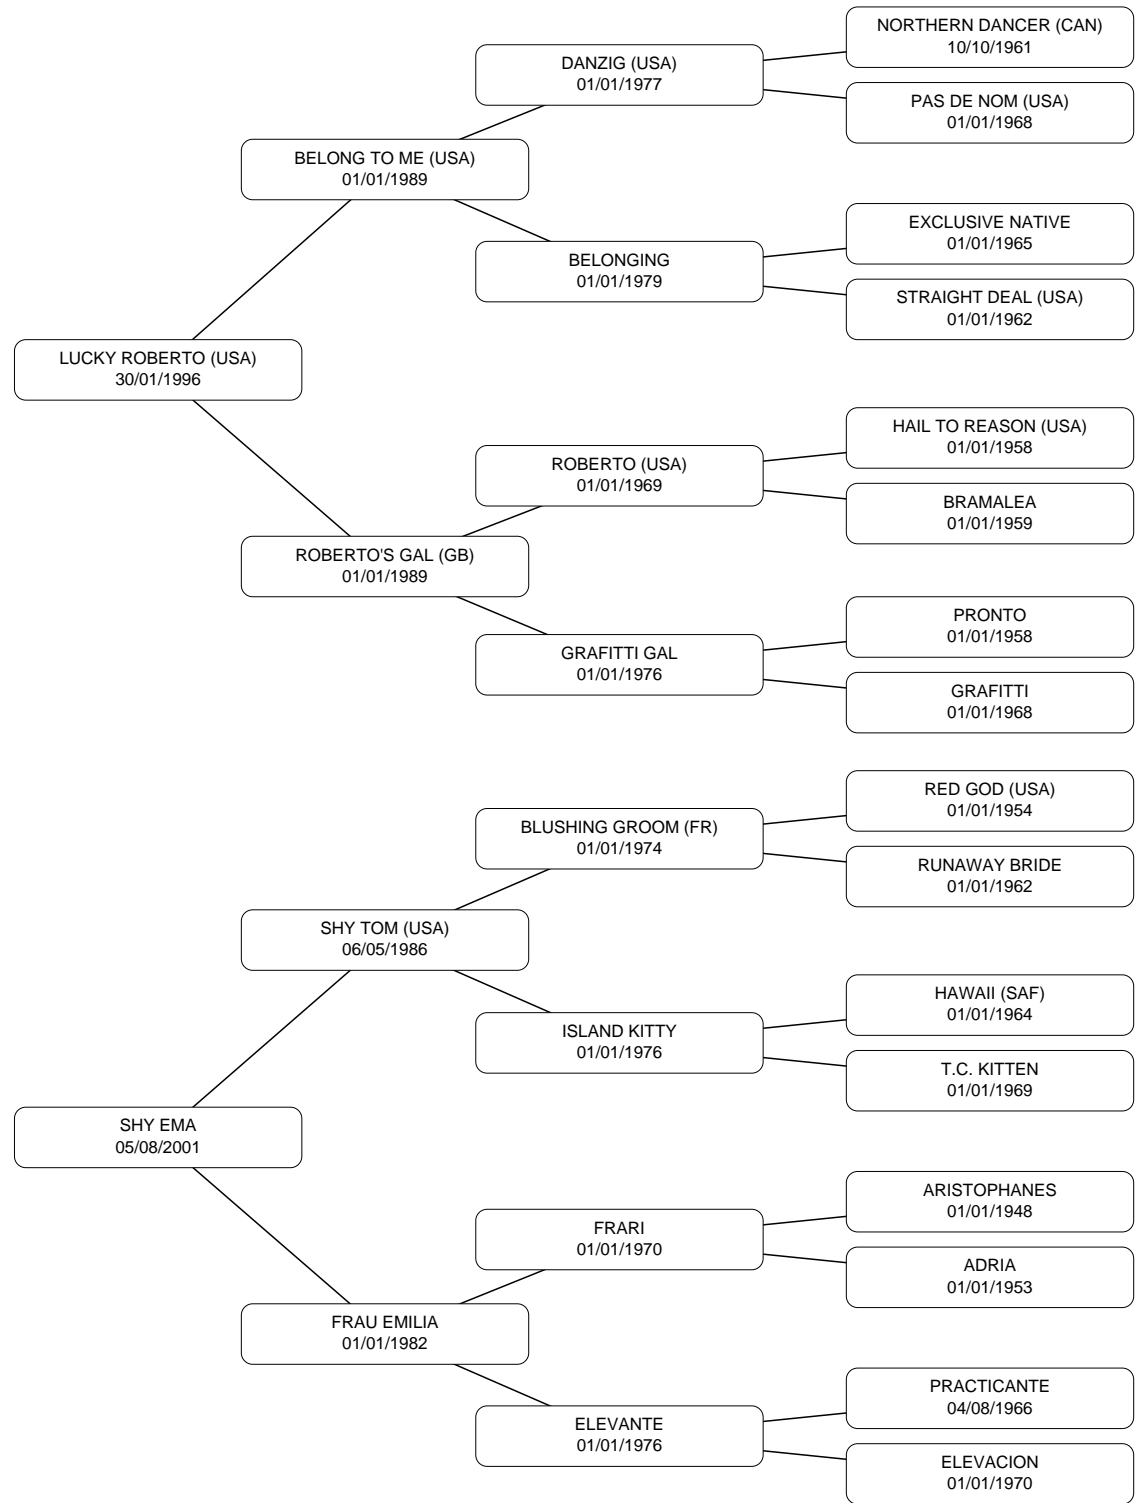 NORTHERN DANCER (CAN)
10/10/1961
DANZIG (USA)
01/01/1977
PAS DE NOM (USA)
01/01/1968
BELONG TO ME (USA)
01/01/1989
EXCLUSIVE NATIVE
01/01/1965
BELONGING
01/01/1979
STRAIGHT DEAL (USA)
01/01/1962
LUCKY ROBERTO (USA)
30/01/1996
HAIL TO REASON (USA)
01/01/1958
ROBERTO (USA)
01/01/1969
BRAMALEA
01/01/1959
ROBERTO'S GAL (GB)
01/01/1989
PRONTO
01/01/1958
GRAFITTI GAL
01/01/1976
GRAFITTI
01/01/1968
RED GOD (USA)
01/01/1954
BLUSHING GROOM (FR)
01/01/1974
RUNAWAY BRIDE
01/01/1962
SHY TOM (USA)
06/05/1986
HAWAII (SAF)
01/01/1964
ISLAND KITTY
01/01/1976
T.C. KITTEN
01/01/1969
SHY EMA
05/08/2001
ARISTOPHANES
01/01/1948
FRARI
01/01/1970
ADRIA
01/01/1953
FRAU EMILIA
01/01/1982
PRACTICANTE
04/08/1966
ELEVANTE
01/01/1976
ELEVACION
01/01/1970